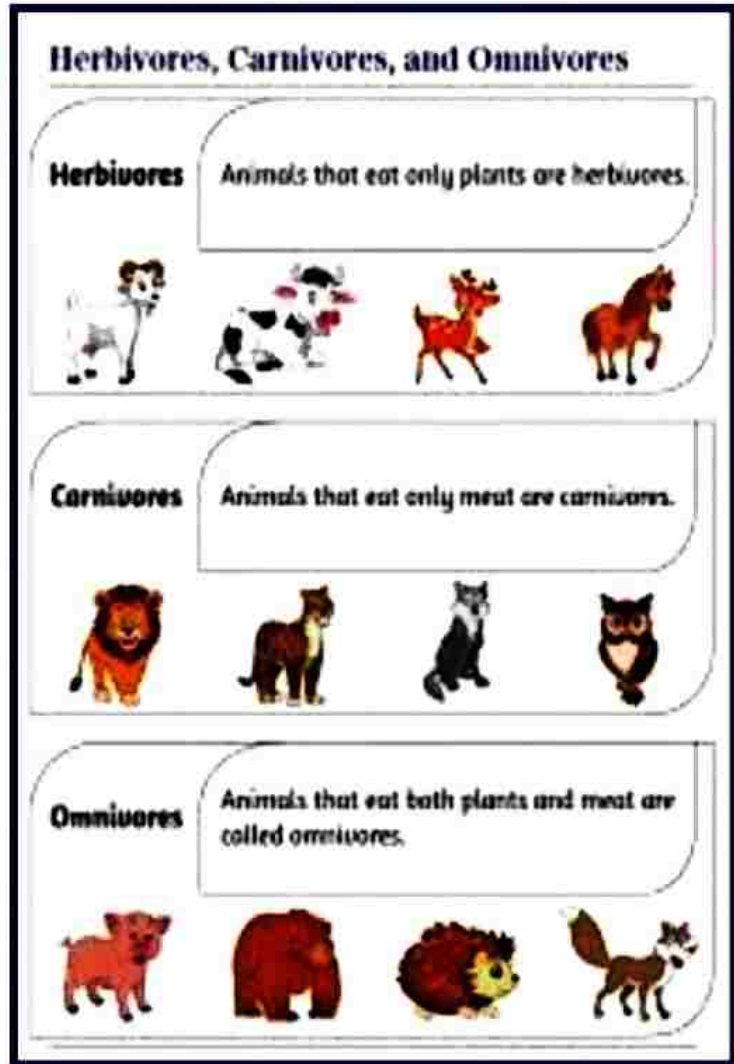 Herbivores, Carnivores, and Omnivores
Herbivores
Animals that eat only plants are herbivores.
Carnivores
Animals that eat only meat are carnivores.
Omnivores
Animals that eat both plants and meat are
called omnivores.